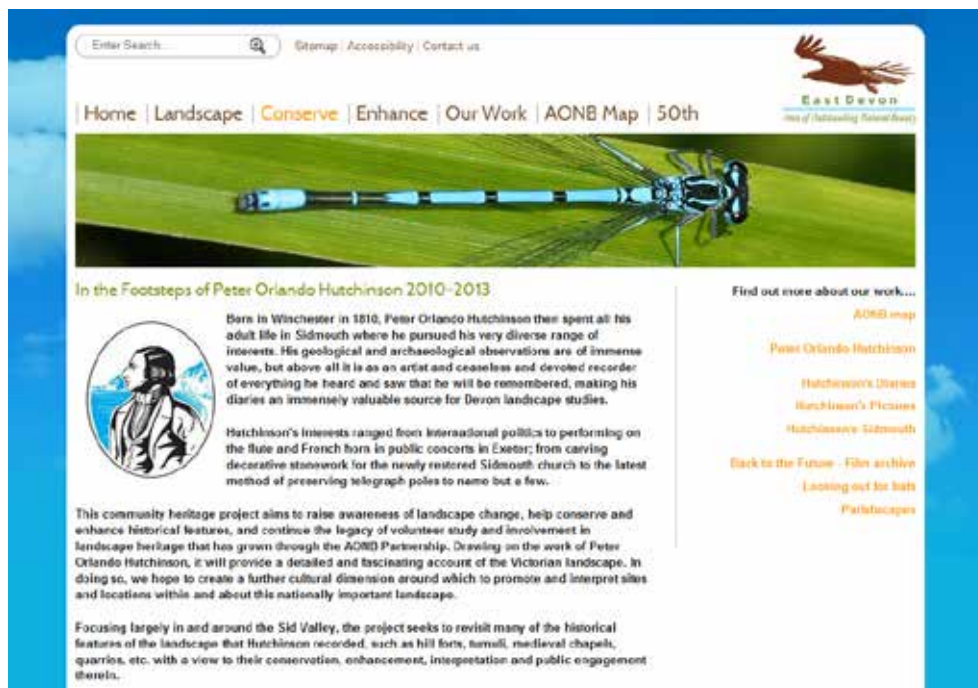 Enter Search...
Sitemap | Accessibility | Contact us
East Devon
Area of Outstanding Natural Beauty
Home | Landscape | Conserve | Enhance | Our Work | AONB Map | 50th
In the Footsteps of Peter Orlando Hutchinson 2010-2013
Born in Winchester in 1810, Peter Orlando Hutchinson then spent all his
adult life in Sidmouth where he pursued his very diverse range of
interests. His geological and archaeological observations are of immense
value, but above all it is as an artist and ceaseless and devoted recorder
of everything he heard and saw that he will be remembered, making his
diaries an immensely valuable source for Devon landscape studies.
Hutchinson's interests ranged from international politics to performing on
the flute and French horn in public concerts in Exeter; from carving
decorative stonework for the newly restored Sidmouth church to the latest
method of preserving telegraph poles to name but a few.
This community heritage project aims to raise awareness of landscape change, help conserve and
enhance historical features, and continue the legacy of volunteer study and involvement in
landscape heritage that has grown through the AONB Partnership. Drawing on the work of Peter
Orlando Hutchinson, it will provide a detailed and fascinating account of the Victorian landscape. In
doing so, we hope to create a further cultural dimension around which to promote and interpret sites
and locations within and about this nationally important landscape.
Focusing largely in and around the Sid Valley, the project seeks to revisit many of the historical
features of the landscape that Hutchinson recorded, such as hill forts, tumuli, medieval chapels,
quarries, etc. with a view to their conservation, enhancement, interpretation and public engagement
therein.
Find out more about our work....
AONB map
Peter Orlando Hutchinson
Hutchinson's Diaries
Hutchinson's Pictures
Hutchinson's Sidmouth
Back to the Future - Film archive
Looking out for bats
Parishscapes